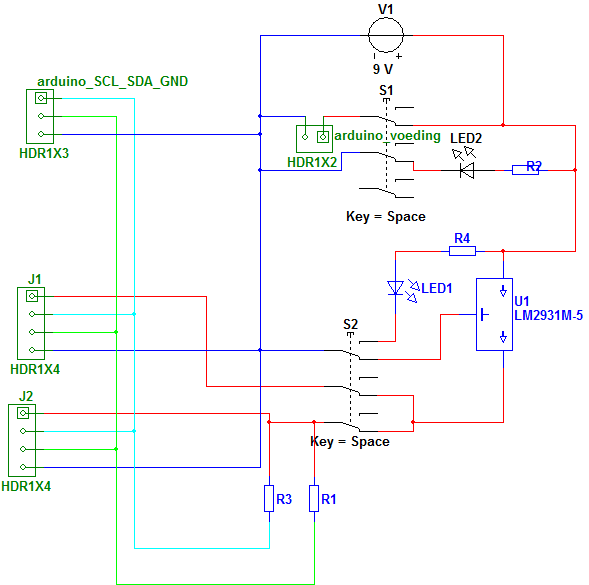 V1
9 V
arduino_SCL_SDA_GND
S1
HDR1X3
arduino_voeding
LED2
HDR1X2
R2
Key = Space
R4
J1
LED1
U1
LM2931M-5
S2
HDR1X4
J2
Key = Space
HDR1X4
R3
R1